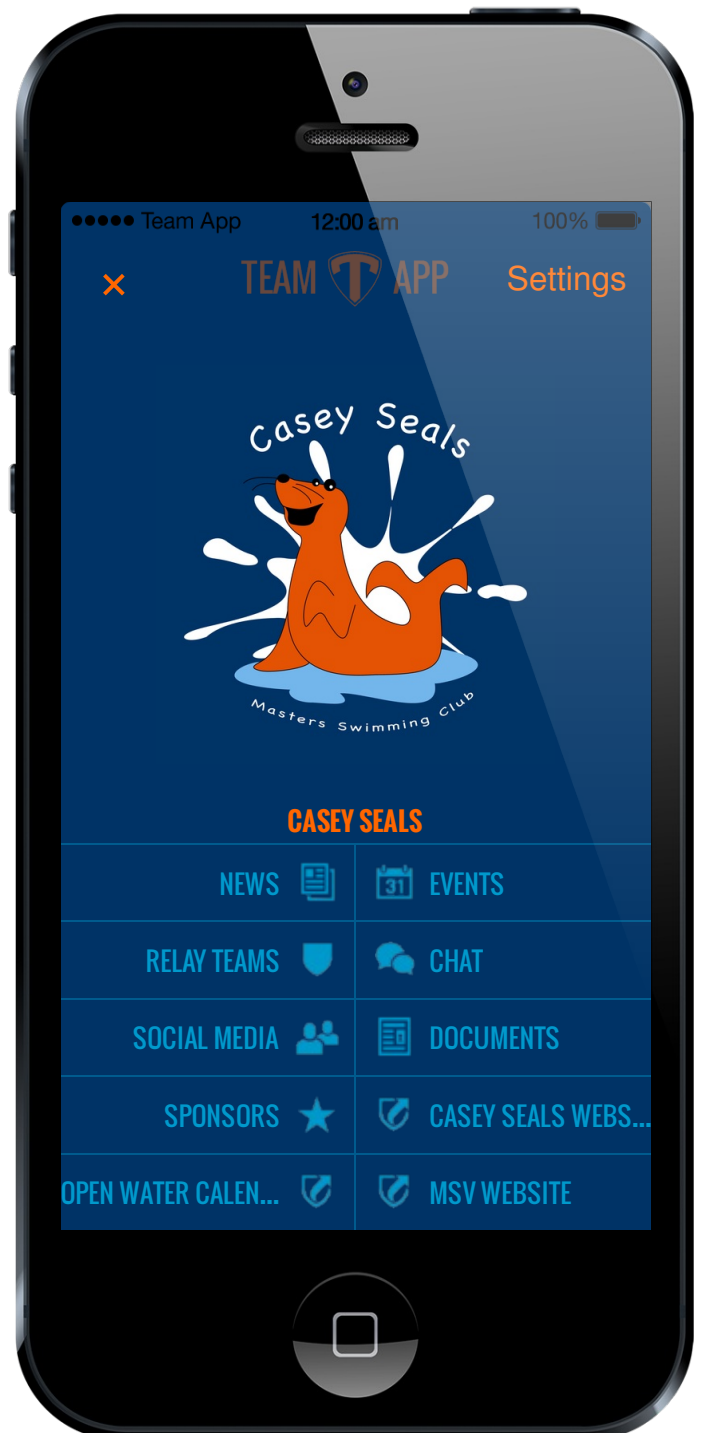 Team App 12:00 am 100%
× TEAM T APP Settings
Casey Seals
Masters Swimming Club
CASEY SEALS
NEWS 31 EVENTS
RELAY TEAMS CHAT
SOCIAL MEDIA DOCUMENTS
SPONSORS CASEY SEALS WEBS...
OPEN WATER CALEN... MSV WEBSITE